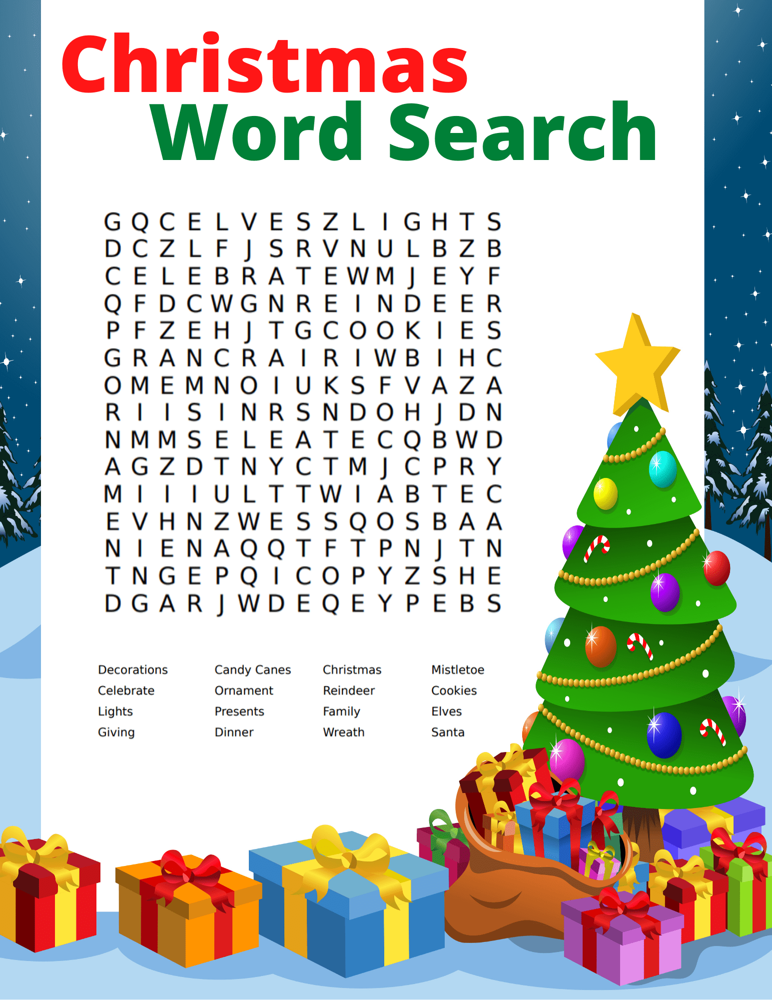 Christmas
Word Search
G Q C E L V E S Z L I G H T S
D C Z L F J S R V N U L B Z B
C E L E B R A T E W M J E Y F
Q F D C W G N R E I N D E E R
P F Z E H J T G C O O K I E S
G R A N C R A I R I W B I H C
O M E M N O I U K S F V A Z A
R I I S I N R S N D O H J D N
N M M S E L E A T E C Q B W D
A G Z D T N Y C T M J C P R Y
M I I I U L T T W I A B T E C
E V H N Z W E S S Q O S B A A
N I E N A Q Q T F T P N J T N
T N G E P Q I C O P Y Z S H E
D G A R J W D E Q E Y P E B S
Decorations Candy Canes Christmas Mistletoe
Celebrate Ornament Reindeer Cookies
Lights Presents Family Elves
Giving Dinner Wreath Santa